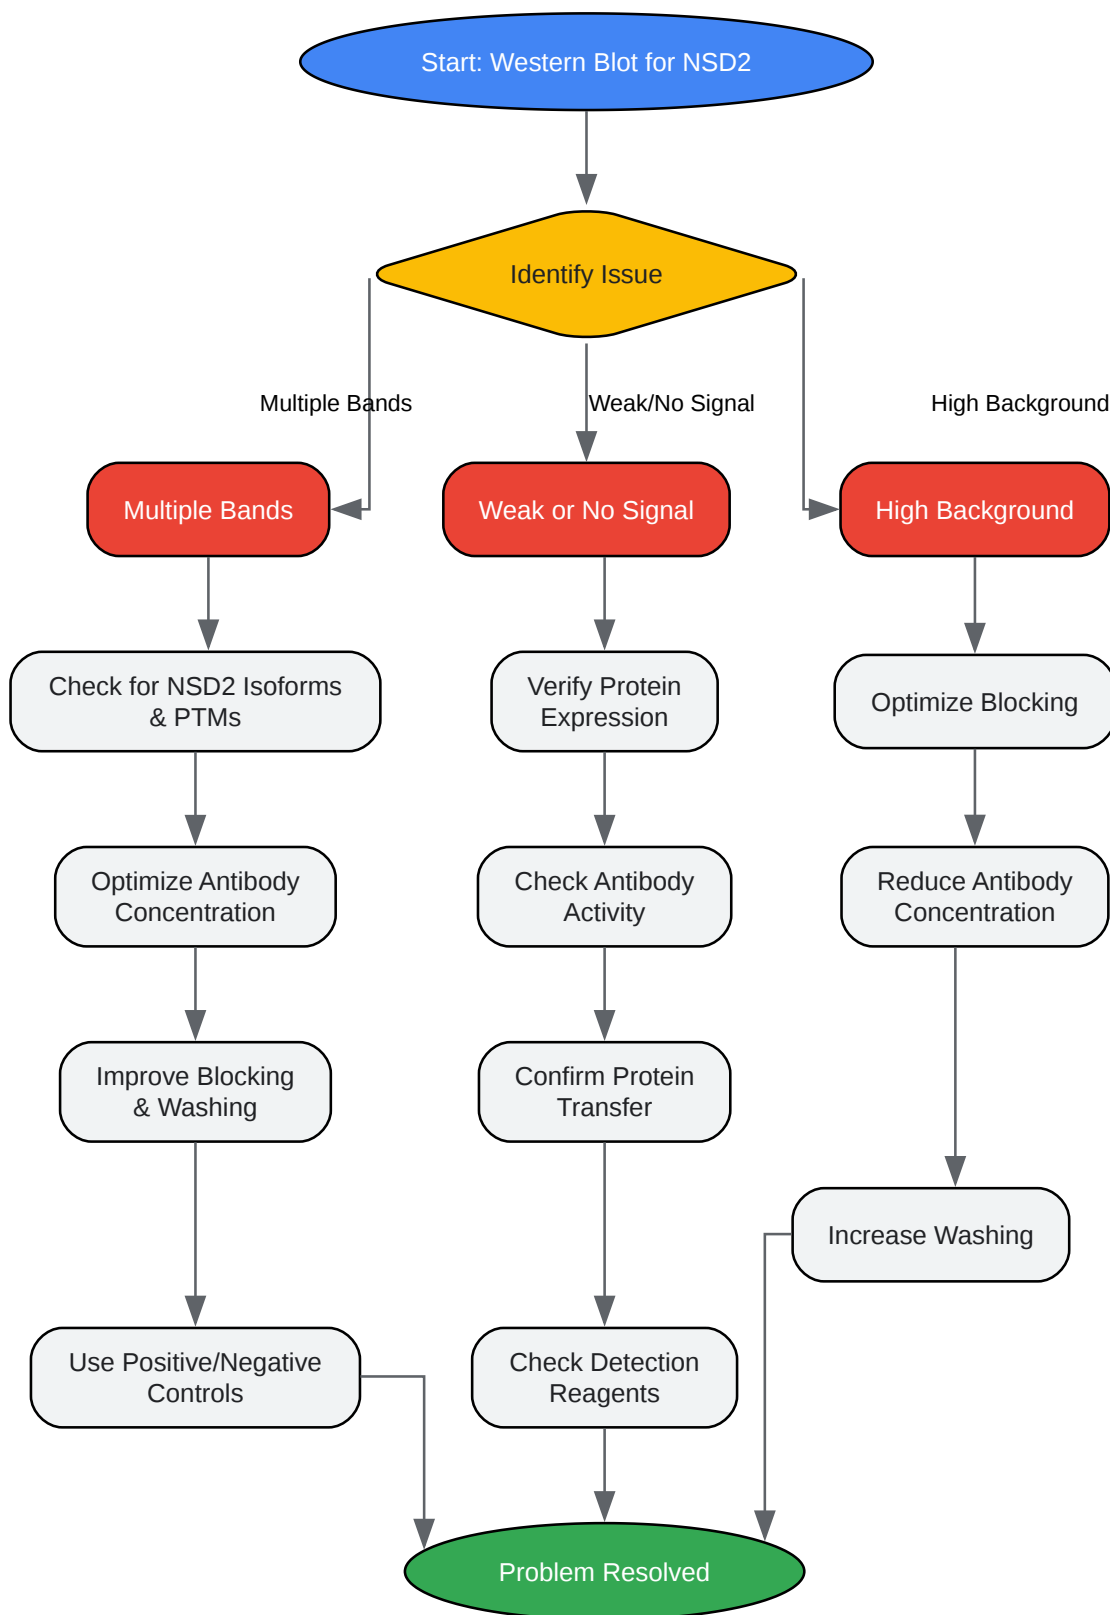 Start: Western Blot for NSD2
Identify Issue
Multiple Bands
Weak/No Signal
High Background
Multiple Bands
Weak or No Signal
High Background
Check for NSD2 Isoforms
& PTMs
Verify Protein
Expression
Optimize Blocking
Optimize Antibody
Concentration
Check Antibody
Activity
Reduce Antibody
Concentration
Improve Blocking
& Washing
Confirm Protein
Transfer
Increase Washing
Use Positive/Negative
Controls
Check Detection
Reagents
Problem Resolved